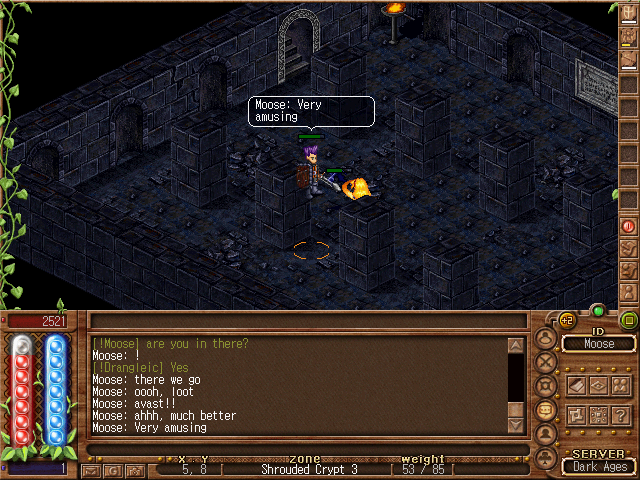 Moose: Very
amusing
2521
[!Moose] are you in there?
Moose: !
[!Drangleic] Yes
Moose: there we go
Moose: oooh, loot
Moose: avast!!
Moose: ahhh, much better
Moose: Very amusing
+2
ID
Moose
SERVER
Dark Ages
1
x y zone weight
5, 8 Shrouded Crypt 3 53 / 85